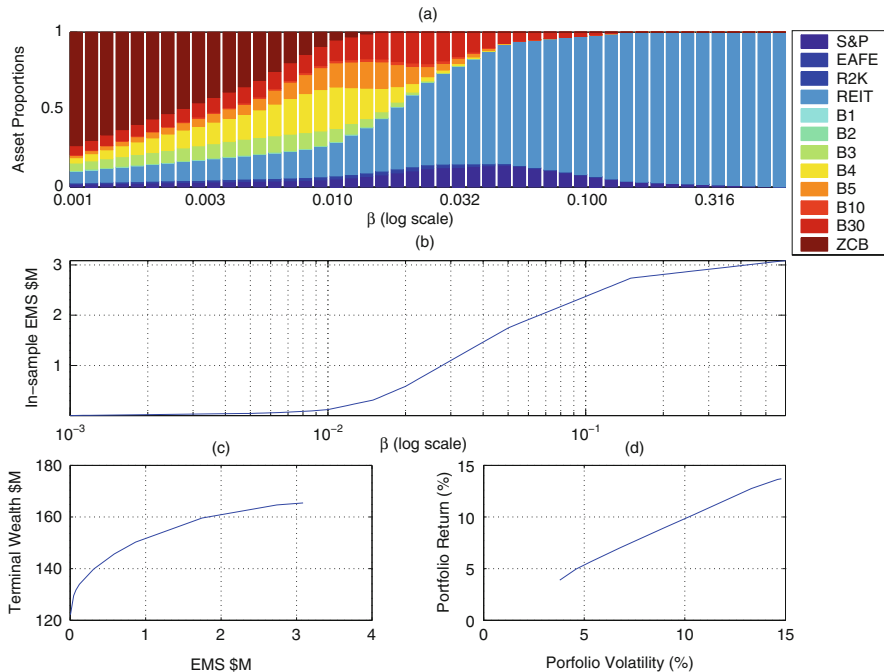 (a)
Asset Proportions
1
0.5
0
0.001
0.003
0.010
0.032
0.100
0.316
β (log scale)
S&P
EAFE
R2K
REIT
B1
B2
B3
B4
B5
B10
B30
ZCB
(b)
In-sample EMS $M
3
2
1
10⁻³
10⁻²
10⁻¹
β (log scale)
(c)
Terminal Wealth $M
180
160
140
120
0
1
2
3
4
EMS $M
(d)
Portfolio Return (%)
15
10
5
0
0
5
10
15
Porfolio Volatility (%)